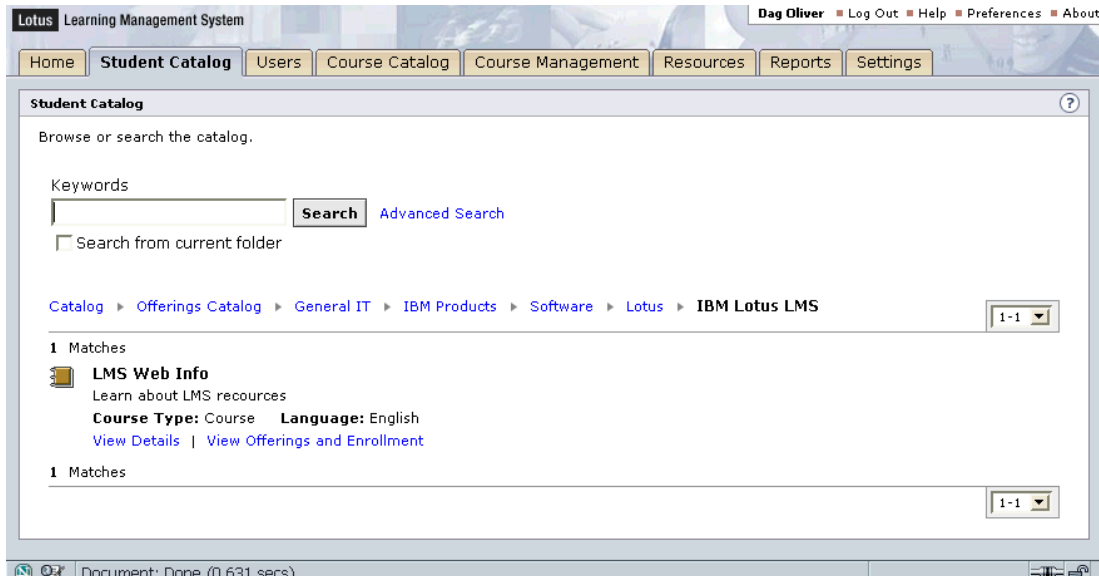 Lotus Learning Management System
Dag Oliver Log Out Help Preferences About
Home Student Catalog Users Course Catalog Course Management Resources Reports Settings
Student Catalog ?
Browse or search the catalog.
Keywords
Search Advanced Search
Search from current folder
Catalog Offerings Catalog General IT IBM Products Software Lotus IBM Lotus LMS
1-1
1 Matches
LMS Web Info
Learn about LMS recources
Course Type: Course Language: English
View Details | View Offerings and Enrollment
1 Matches
1-1
N Document: Done (0.631 secs)